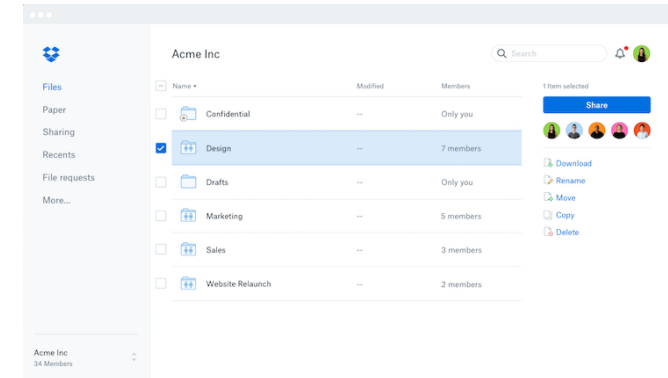 Acme Inc
Search
Files
Paper
Sharing
Recents
File requests
More...
Name Modified Members
Confidential -- Only you
Design -- 7 members
Drafts -- Only you
Marketing -- 5 members
Sales -- 3 members
Website Relaunch -- 2 members
1 Item selected
Share
Download
Rename
Move
Copy
Delete
Acme Inc
34 Members